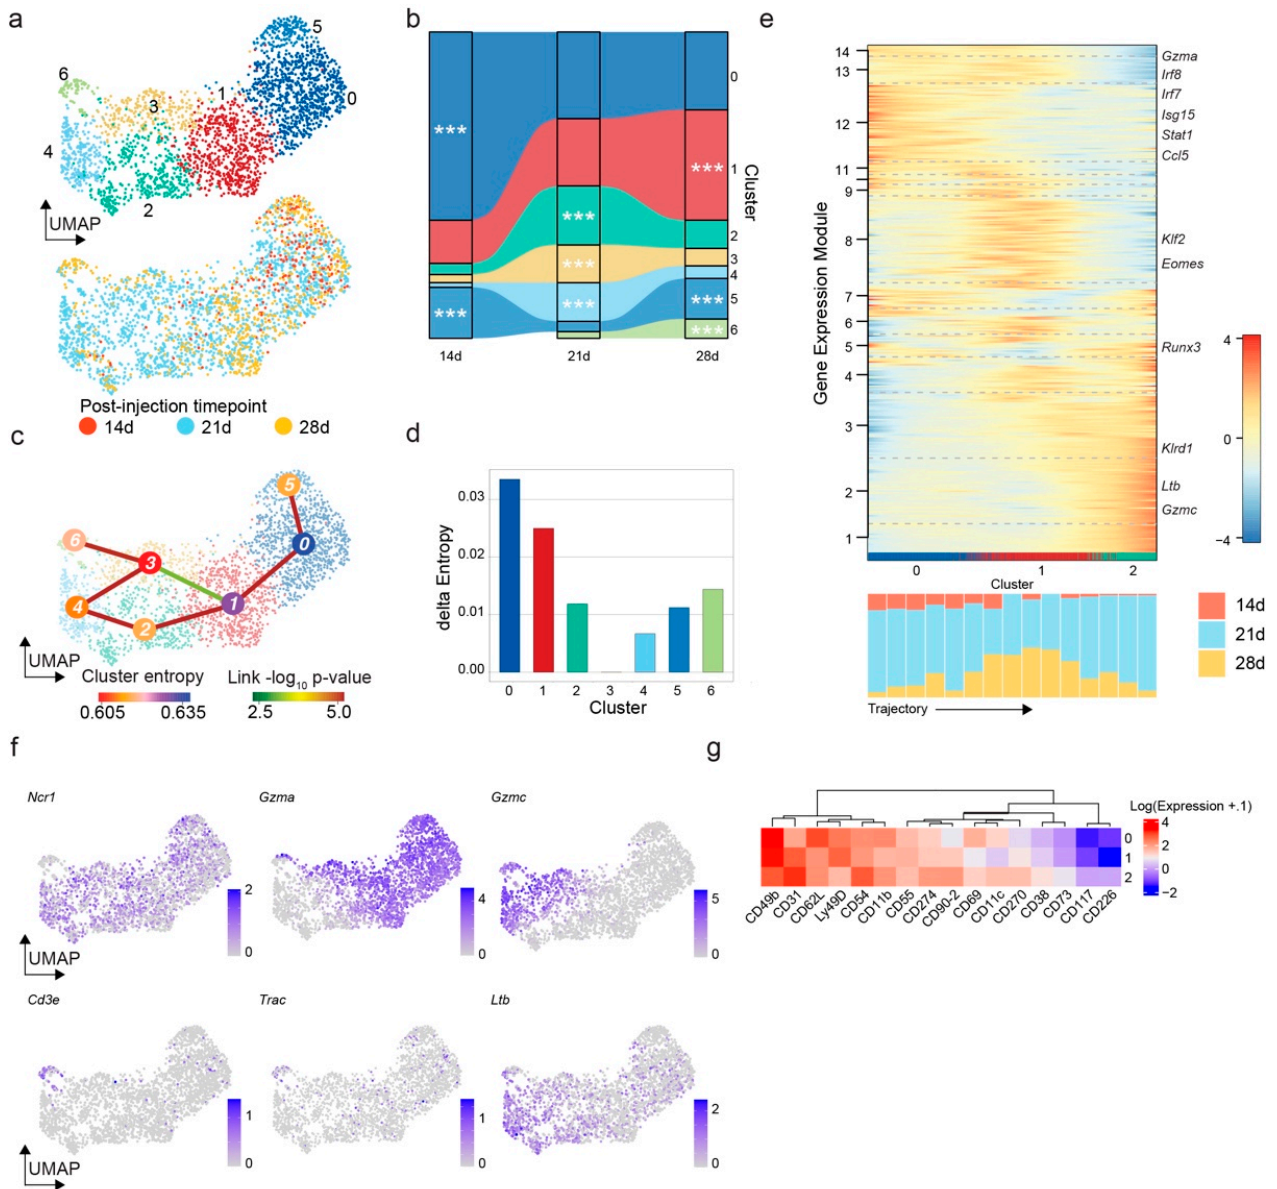 a
5
6
1
3
0
4
2
UMAP
Post-injection timepoint
14d
21d
28d
b
***
***
***
***
***
***
***
***
0
1
2
3
4
5
6
Cluster
14d
21d
28d
c
5
6
0
3
1
4
2
UMAP
Cluster entropy
0.605
0.635
Link -log10 p-value
2.5
5.0
d
delta Entropy
0.03
0.02
0.01
0.00
0
1
2
3
4
5
6
Cluster
e
Gene Expression Module
14
13
12
11
9
8
7
6
5
4
3
2
1
Gzma
Irf8
Irf7
Isg15
Stat1
Ccl5
Klf2
Eomes
Runx3
Klrd1
Ltb
Gzmc
4
0
−4
0
1
2
Cluster
14d
21d
28d
Trajectory
f
Ncr1
2
0
UMAP
Gzma
4
0
Gzmc
5
0
Cd3e
1
0
UMAP
Trac
1
0
Ltb
2
0
g
Log(Expression +.1)
4
2
0
−2
0
1
2
CD49b
CD31
CD62L
Ly49D
CD54
CD11b
CD55
CD274
CD90-2
CD69
CD11c
CD270
CD38
CD73
CD117
CD226